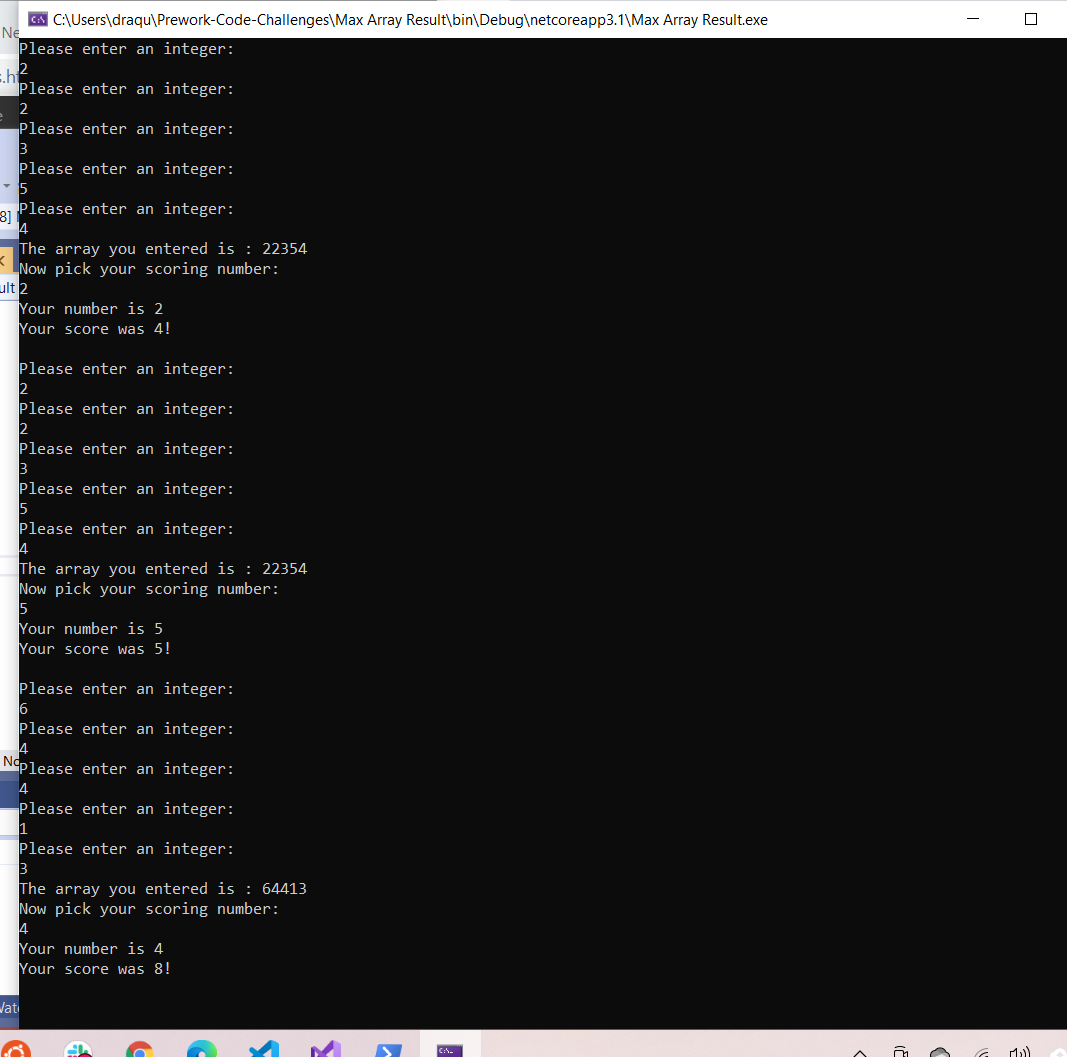 C:\Users\draqu\Prework-Code-Challenges\Max Array Result\bin\Debug\netcoreapp3.1\Max Array Result.exe
Please enter an integer:
2
Please enter an integer:
2
Please enter an integer:
3
Please enter an integer:
5
Please enter an integer:
4
The array you entered is : 22354
Now pick your scoring number:
2
Your number is 2
Your score was 4!
Please enter an integer:
2
Please enter an integer:
2
Please enter an integer:
3
Please enter an integer:
5
Please enter an integer:
4
The array you entered is : 22354
Now pick your scoring number:
5
Your number is 5
Your score was 5!
Please enter an integer:
6
Please enter an integer:
4
Please enter an integer:
4
Please enter an integer:
1
Please enter an integer:
3
The array you entered is : 64413
Now pick your scoring number:
4
Your number is 4
Your score was 8!